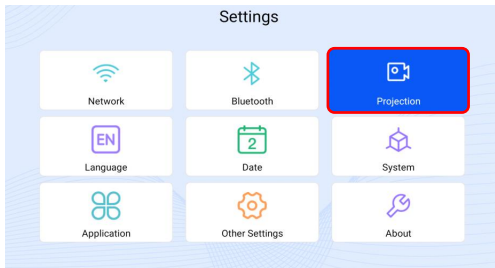 Settings
Network
Bluetooth
Projection
EN
Language
2
Date
System
Application
Other Settings
About